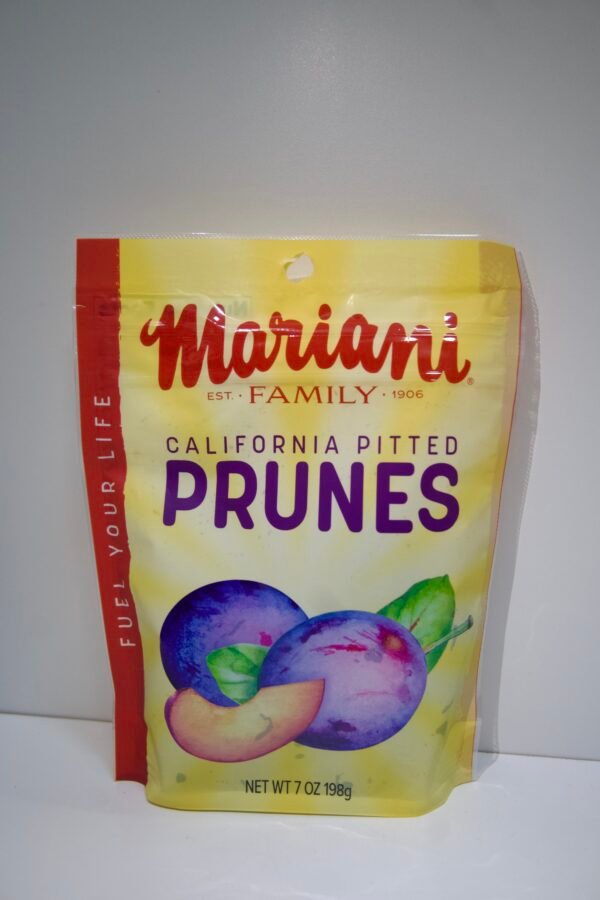 Mariani®
EST. · FAMILY · 1906
CALIFORNIA PITTED
PRUNES
FUEL YOUR LIFE
NET WT 7 OZ 198g